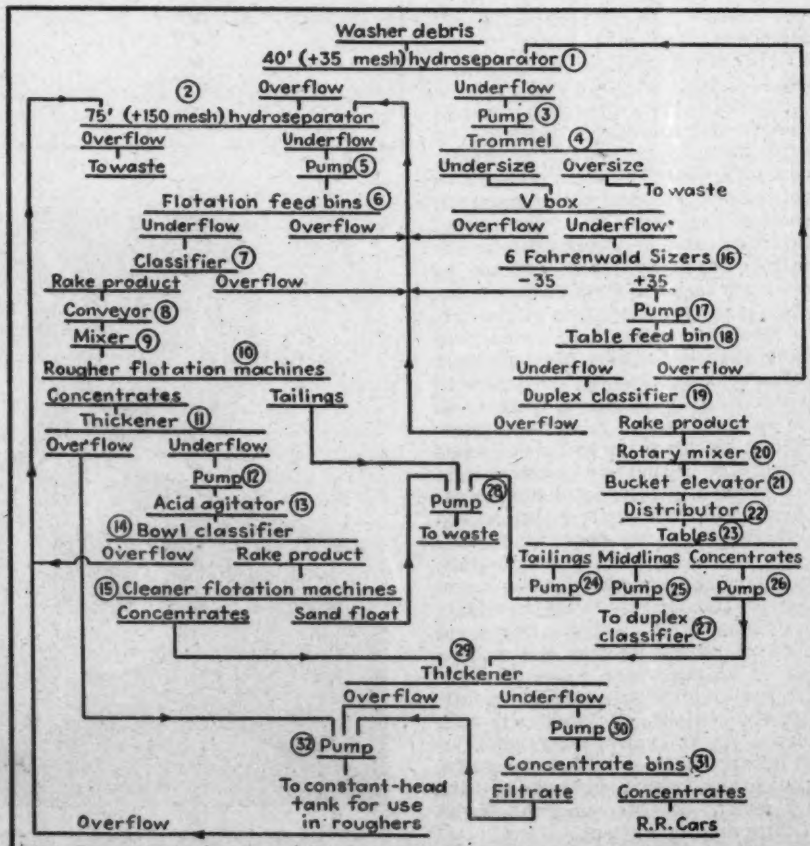 Washer debris
40' (+35 mesh) hydroseparator 1
2 Overflow Underflow
75' (+150 mesh) hydroseparator Pump 3
Trommel 4
Overflow Underflow Undersize Oversize
To waste Pump 5 To waste
V box
Flotation feed bins 6
Underflow Overflow Overflow Underflow
Classifier 7 6 Fahrenwald Sizers 16
Rake product Overflow -35 +35
Conveyor 8 Pump 17
Mixer 9 Table feed bin 18
10
Rougher flotation machines Underflow Overflow
Concentrates Tailings Duplex classifier 19
Thickener 11 Overflow Rake product
Overflow Underflow Rotary mixer 20
Pump 12 Bucket elevator 21
Acid agitator 13 Pump 28 Distributor 22
14 Bowl classifier To waste Tables 23
Overflow Rake product Tailings Middlings Concentrates
15 Cleaner flotation machines Pump 24 Pump 25 Pump 26
Concentrates Sand float To duplex
classifier 27
29
Thickener
Overflow Underflow
Pump 30
32 Pump Concentrate bins 31
To constant-head Filtrate Concentrates
tank for use
in roughers R.R. Cars
Overflow